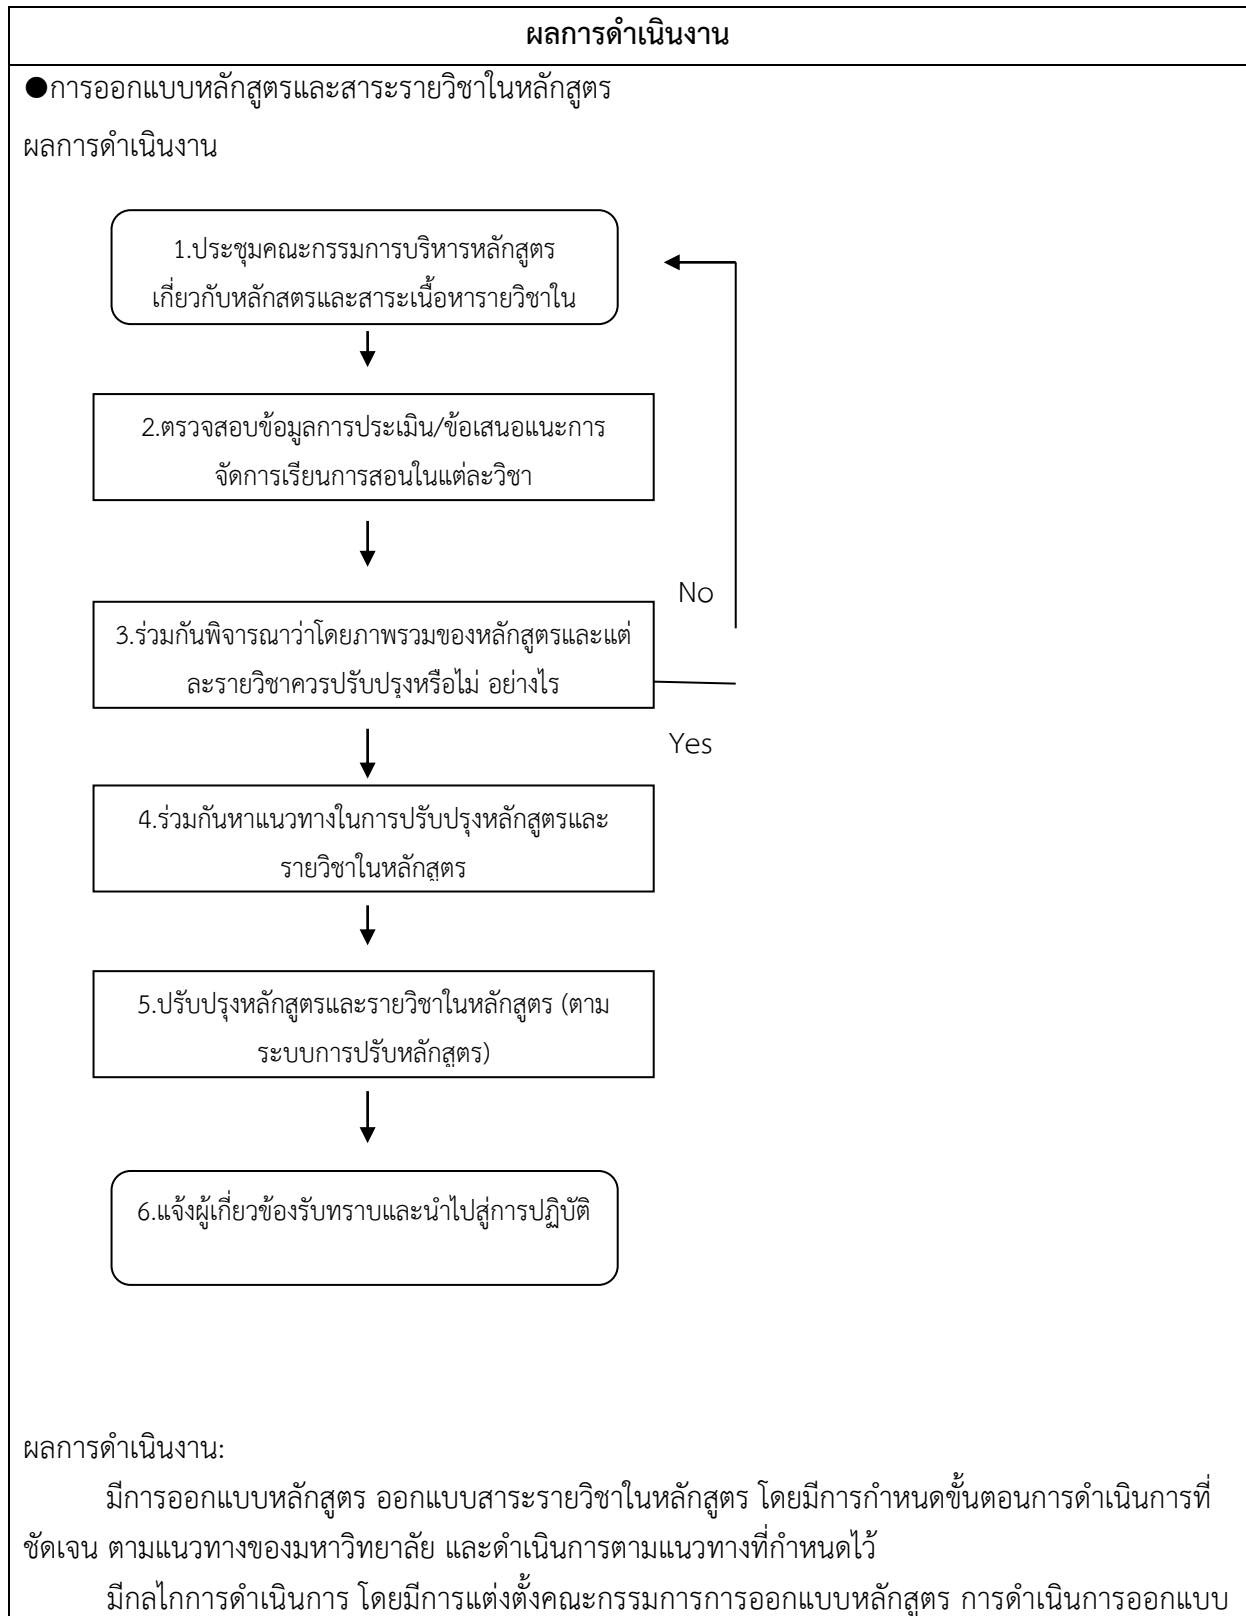 ผลการดำเนินงาน
●การออกแบบหลักสูตรและสาระรายวิชาในหลักสูตร
ผลการดำเนินงาน
1.ประชุมคณะกรรมการบริหารหลักสูตร
เกี่ยวกับหลักสตรและสาระเนื้อหารายวิชาใน
2.ตรวจสอบข้อมูลการประเมิน/ข้อเสนอแนะการ
จัดการเรียนการสอนในแต่ละวิชา
No
3.ร่วมกันพิจารณาว่าโดยภาพรวมของหลักสูตรและแต่
ละรายวิชาควรปรับปรุงหรือไม่ อย่างไร
Yes
4.ร่วมกันหาแนวทางในการปรับปรุงหลักสูตรและ
รายวิชาในหลักสูตร
5.ปรับปรุงหลักสูตรและรายวิชาในหลักสูตร (ตาม
ระบบการปรับหลักสูตร)
6.แจ้งผู้เกี่ยวข้องรับทราบและนำไปสู่การปฏิบัติ
ผลการดำเนินงาน:
มีการออกแบบหลักสูตร ออกแบบสาระรายวิชาในหลักสูตร โดยมีการกำหนดขั้นตอนการดำเนินการที่
ชัดเจน ตามแนวทางของมหาวิทยาลัย และดำเนินการตามแนวทางที่กำหนดไว้
มีกลไกการดำเนินการ โดยมีการแต่งตั้งคณะกรรมการการออกแบบหลักสูตร การดำเนินการออกแบบ